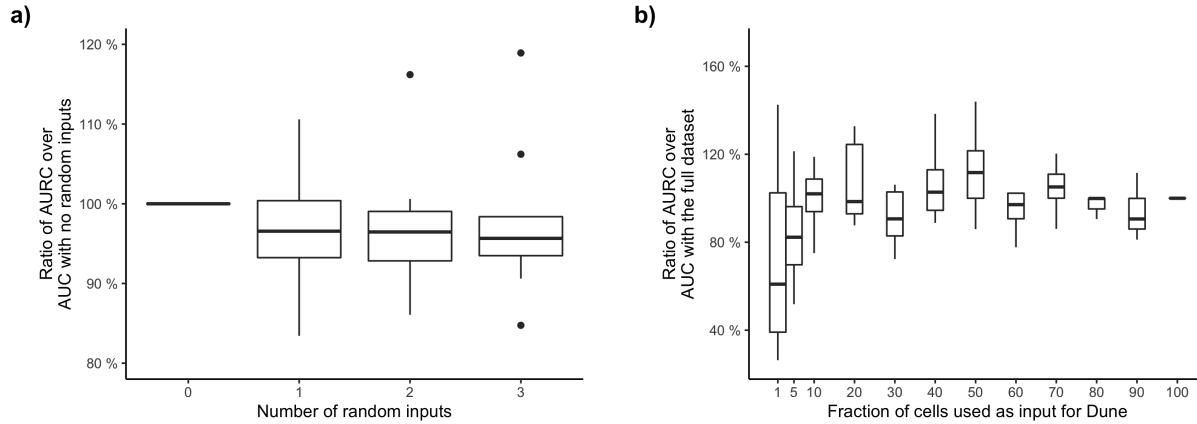 a)
120 %
110 %
100 %
90 %
80 %
Ratio of AURC over
AUC with no random inputs
0 1 2 3
Number of random inputs
b)
160 %
120 %
80 %
40 %
Ratio of AURC over
AUC with the full dataset
1 5 10 20 30 40 50 60 70 80 90 100
Fraction of cells used as input for Dune